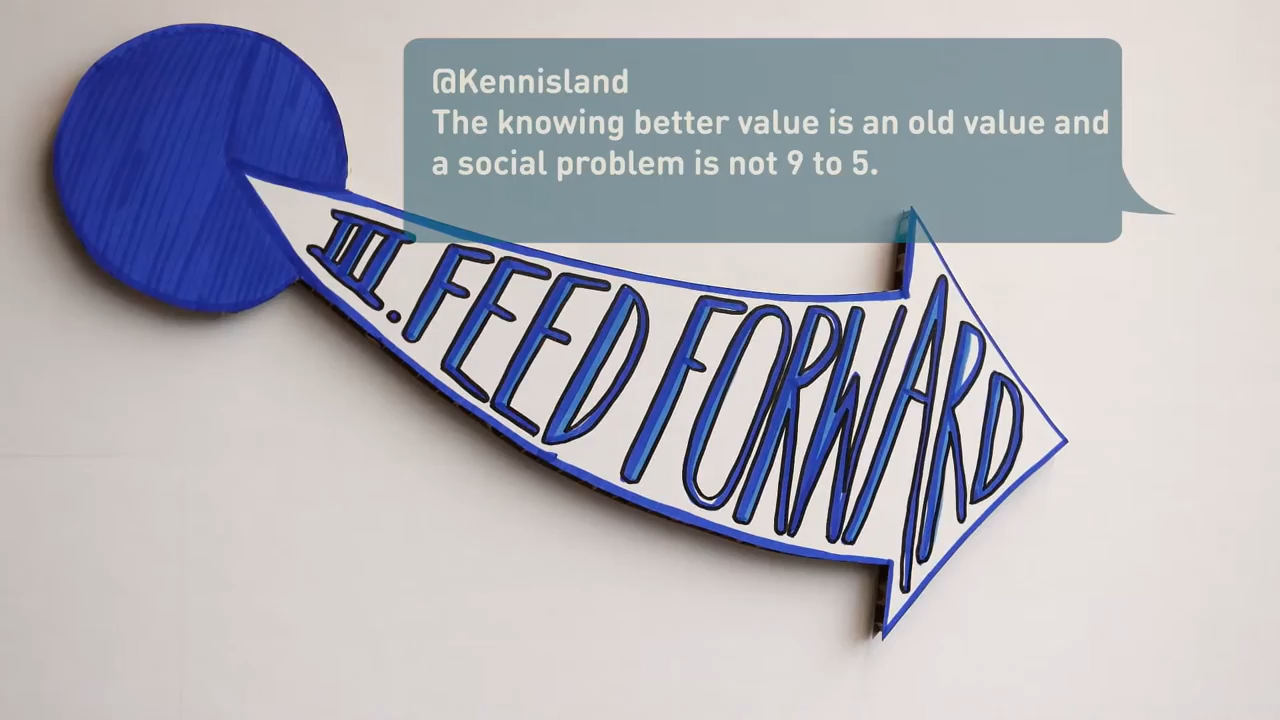 @Kennisland
The knowing better value is an old value and
a social problem is not 9 to 5.
III. FEED FORWARD